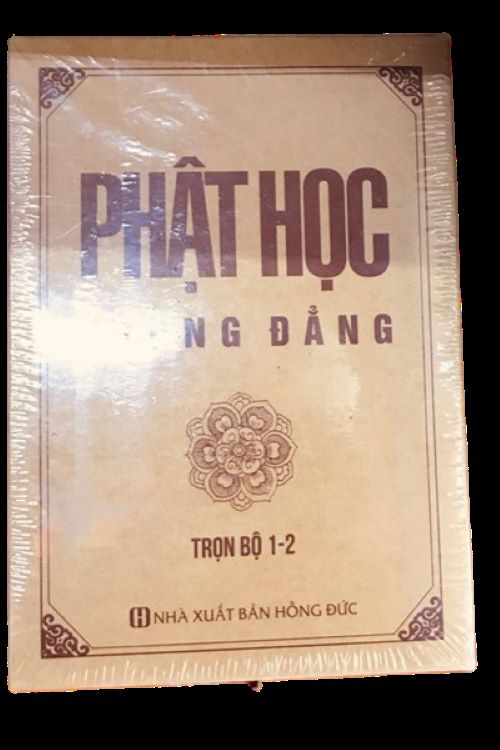 PHẬT HỌC
ĐẲNG
TRỌN BỘ 1-2
NHÀ XUẤT BẢN HỒNG ĐỨC